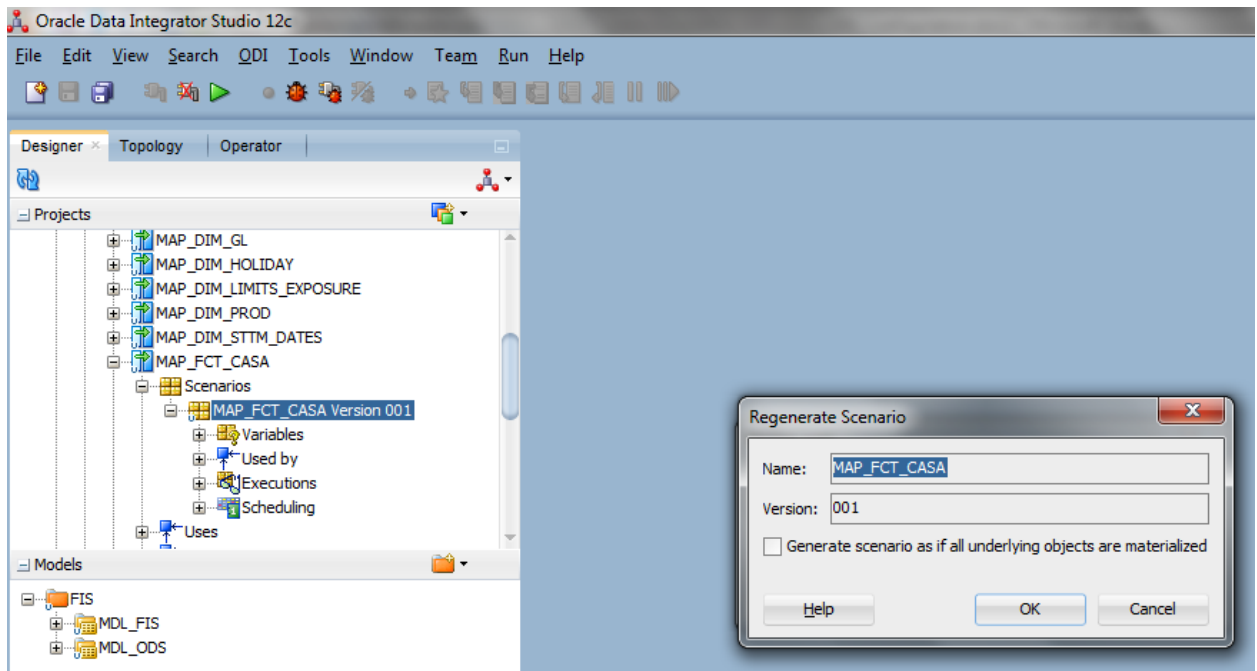 Oracle Data Integrator Studio 12c
File Edit View Search ODI Tools Window Team Run Help
Designer Topology Operator
Projects
MAP_DIM_GL
MAP_DIM_HOLIDAY
MAP_DIM_LIMITS_EXPOSURE
MAP_DIM_PROD
MAP_DIM_STTM_DATES
MAP_FCT_CASA
Scenarios
MAP_FCT_CASA Version 001
Variables
Used by
Executions
Scheduling
Uses
Models
FIS
MDL_FIS
MDL_ODS
Regenerate Scenario
Name: MAP_FCT_CASA
Version: 001
Generate scenario as if all underlying objects are materialized
Help OK Cancel